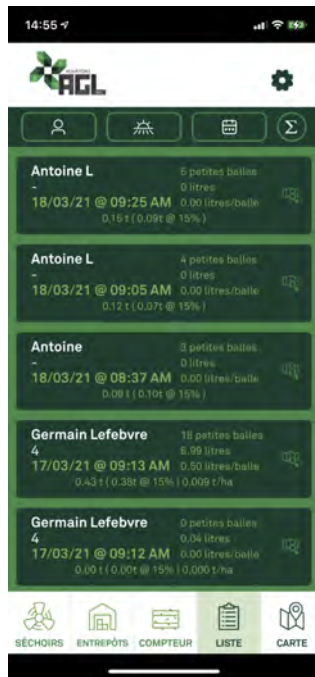 14:55
AGL
Σ
Antoine L 5 petites balles
- 0 litres
18/03/21 @ 09:25 AM 0.00 litres/balle
0.15 t ( 0.09t @ 15% )
Antoine L 4 petites balles
- 0 litres
18/03/21 @ 09:05 AM 0.00 litres/balle
0.12 t ( 0.07t @ 15% )
Antoine 3 petites balles
- 0 litres
18/03/21 @ 08:37 AM 0.00 litres/balle
0.09 t ( 0.10t @ 15% )
Germain Lefebvre 18 petites balles
4 8.99 litres
17/03/21 @ 09:13 AM 0.50 litres/balle
0.43 t ( 0.38t @ 15% ) 0.009 t/ha
Germain Lefebvre 0 petites balles
4 0.04 litres
17/03/21 @ 09:12 AM 0.00 litres/balle
0.00 t ( 0.00t @ 15% ) 0.000 t/ha
SÉCHOIRS ENTREPÔTS COMPTEUR LISTE CARTE